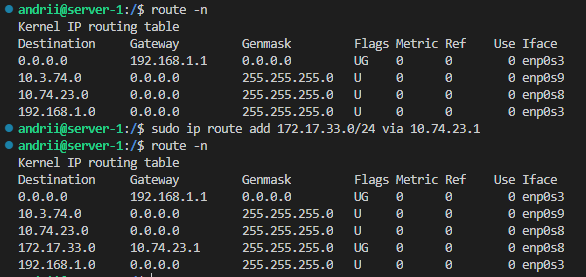 andrii@server-1:/$ route -n
Kernel IP routing table
Destination     Gateway         Genmask         Flags Metric Ref    Use Iface
0.0.0.0         192.168.1.1     0.0.0.0         UG    0      0        0 enp0s3
10.3.74.0       0.0.0.0         255.255.255.0   U     0      0        0 enp0s9
10.74.23.0      0.0.0.0         255.255.255.0   U     0      0        0 enp0s8
192.168.1.0     0.0.0.0         255.255.255.0   U     0      0        0 enp0s3
andrii@server-1:/$ sudo ip route add 172.17.33.0/24 via 10.74.23.1
andrii@server-1:/$ route -n
Kernel IP routing table
Destination     Gateway         Genmask         Flags Metric Ref    Use Iface
0.0.0.0         192.168.1.1     0.0.0.0         UG    0      0        0 enp0s3
10.3.74.0       0.0.0.0         255.255.255.0   U     0      0        0 enp0s9
10.74.23.0      0.0.0.0         255.255.255.0   U     0      0        0 enp0s8
172.17.33.0     10.74.23.1      255.255.255.0   UG    0      0        0 enp0s8
192.168.1.0     0.0.0.0         255.255.255.0   U     0      0        0 enp0s3